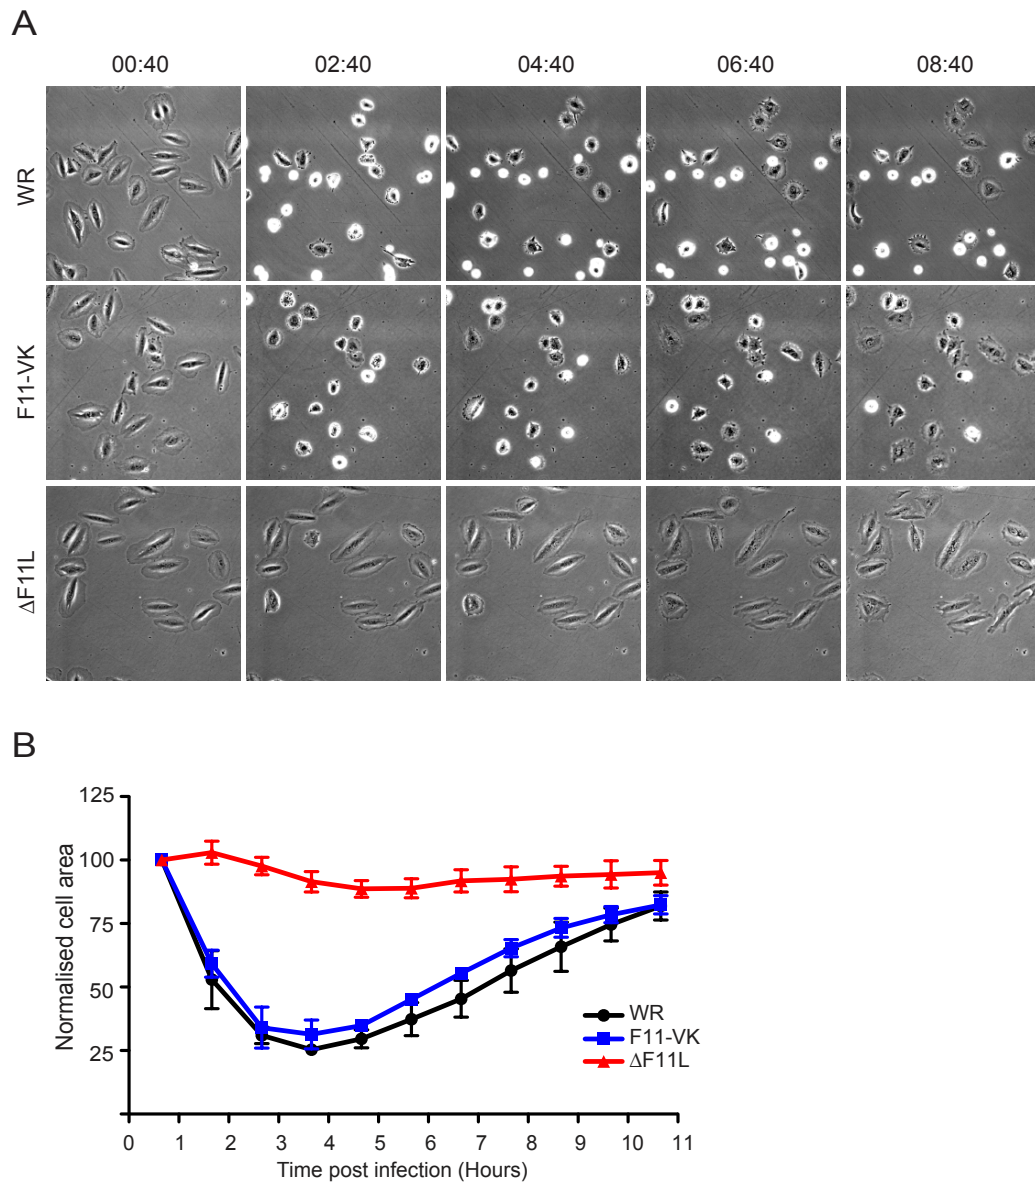 A
00:40 02:40 04:40 06:40 08:40
WR
F11-VK
ΔF11L
B
125
100
75
50
25
Normalised cell area
WR
F11-VK
ΔF11L
0 1 2 3 4 5 6 7 8 9 10 11
Time post infection (Hours)